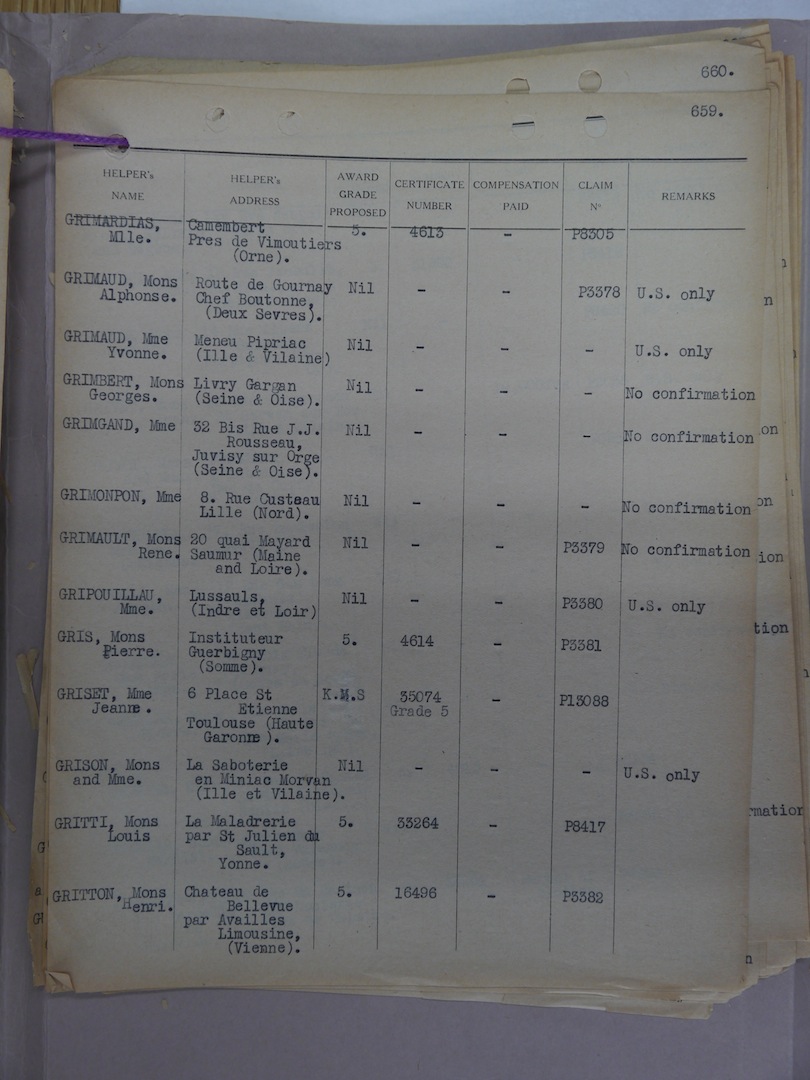 660.
659.
HELPER's NAME HELPER's ADDRESS AWARD GRADE PROPOSED CERTIFICATE NUMBER COMPENSATION PAID CLAIM Nº REMARKS
GRIMARDIAS, Camembert 5. 4613 - P8305
Mlle. Pres de Vimoutiers
(Orne).
GRIMAUD, Mons Route de Gournay Nil - - P3378 U.S. only
Alphonse. Chef Boutonne,
(Deux Sevres).
GRIMAUD, Mme Meneu Pipriac Nil - - - U.S. only
Yvonne. (Ille & Vilaine)
GRIMBERT, Mons Livry Gargan Nil - - - No confirmation
Georges. (Seine & Oise).
GRIMGAND, Mme 32 Bis Rue J.J. Nil - - - No confirmation
Rousseau,
Juvisy sur Orge
(Seine & Oise).
GRIMONPON, Mme 8. Rue Custeau Nil - - - No confirmation
Lille (Nord).
GRIMAULT, Mons 20 quai Mayard Nil - - P3379 No confirmation
Rene. Saumur (Maine
and Loire).
GRIPOUILLAU, Lussauls, Nil - - P3380 U.S. only
Mme. (Indre et Loir)
GRIS, Mons Instituteur 5. 4614 - P3381
Pierre. Guerbigny
(Somme).
GRISET, Mme 6 Place St K.M.S 35074 - P13088
Jeanne. Etienne Grade 5
Toulouse (Haute
Garonne ).
GRISON, Mons La Saboterie Nil - - - U.S. only
and Mme. en Miniac Morvan
(Ille et Vilaine).
GRITTI, Mons La Maladrerie 5. 33264 - P8417
Louis par St Julien du
Sault,
Yonne.
GRITTON, Mons Chateau de 5. 16496 - P3382
Henri. Bellevue
par Availles
Limousine,
(Vienne).